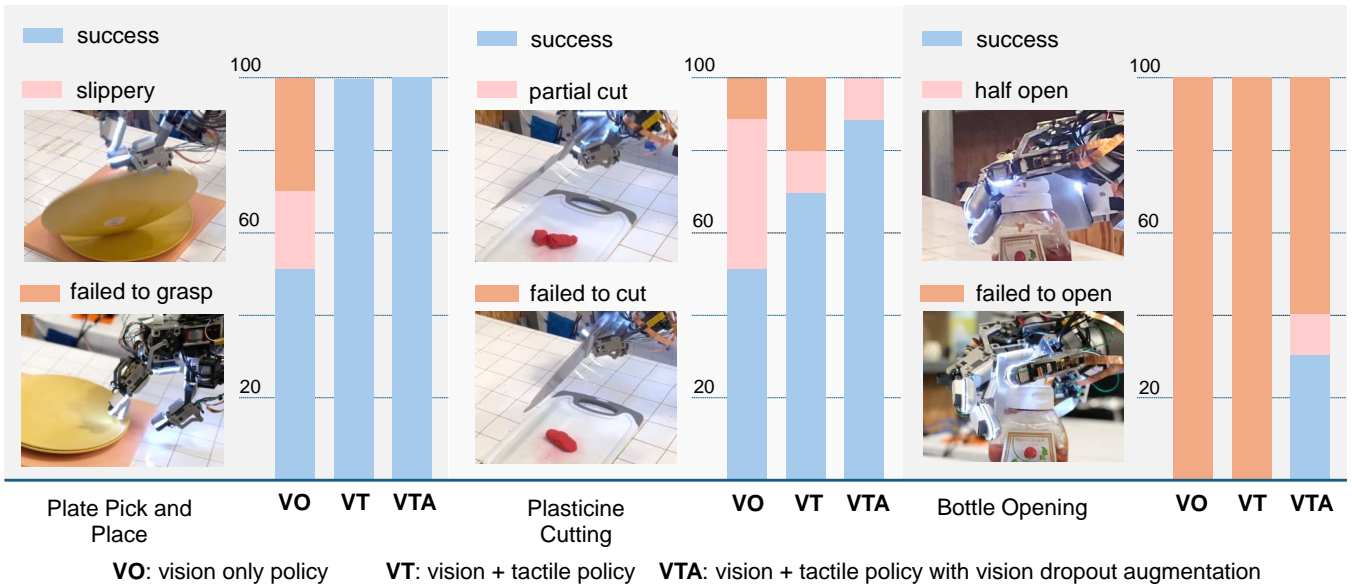 success
slippery
failed to grasp
100
60
20
VO VT VTA
Plate Pick and
Place
success
partial cut
failed to cut
100
60
20
VO VT VTA
Plasticine
Cutting
success
half open
failed to open
100
60
20
VO VT VTA
Bottle Opening
VO: vision only policy VT: vision + tactile policy VTA: vision + tactile policy with vision dropout augmentation